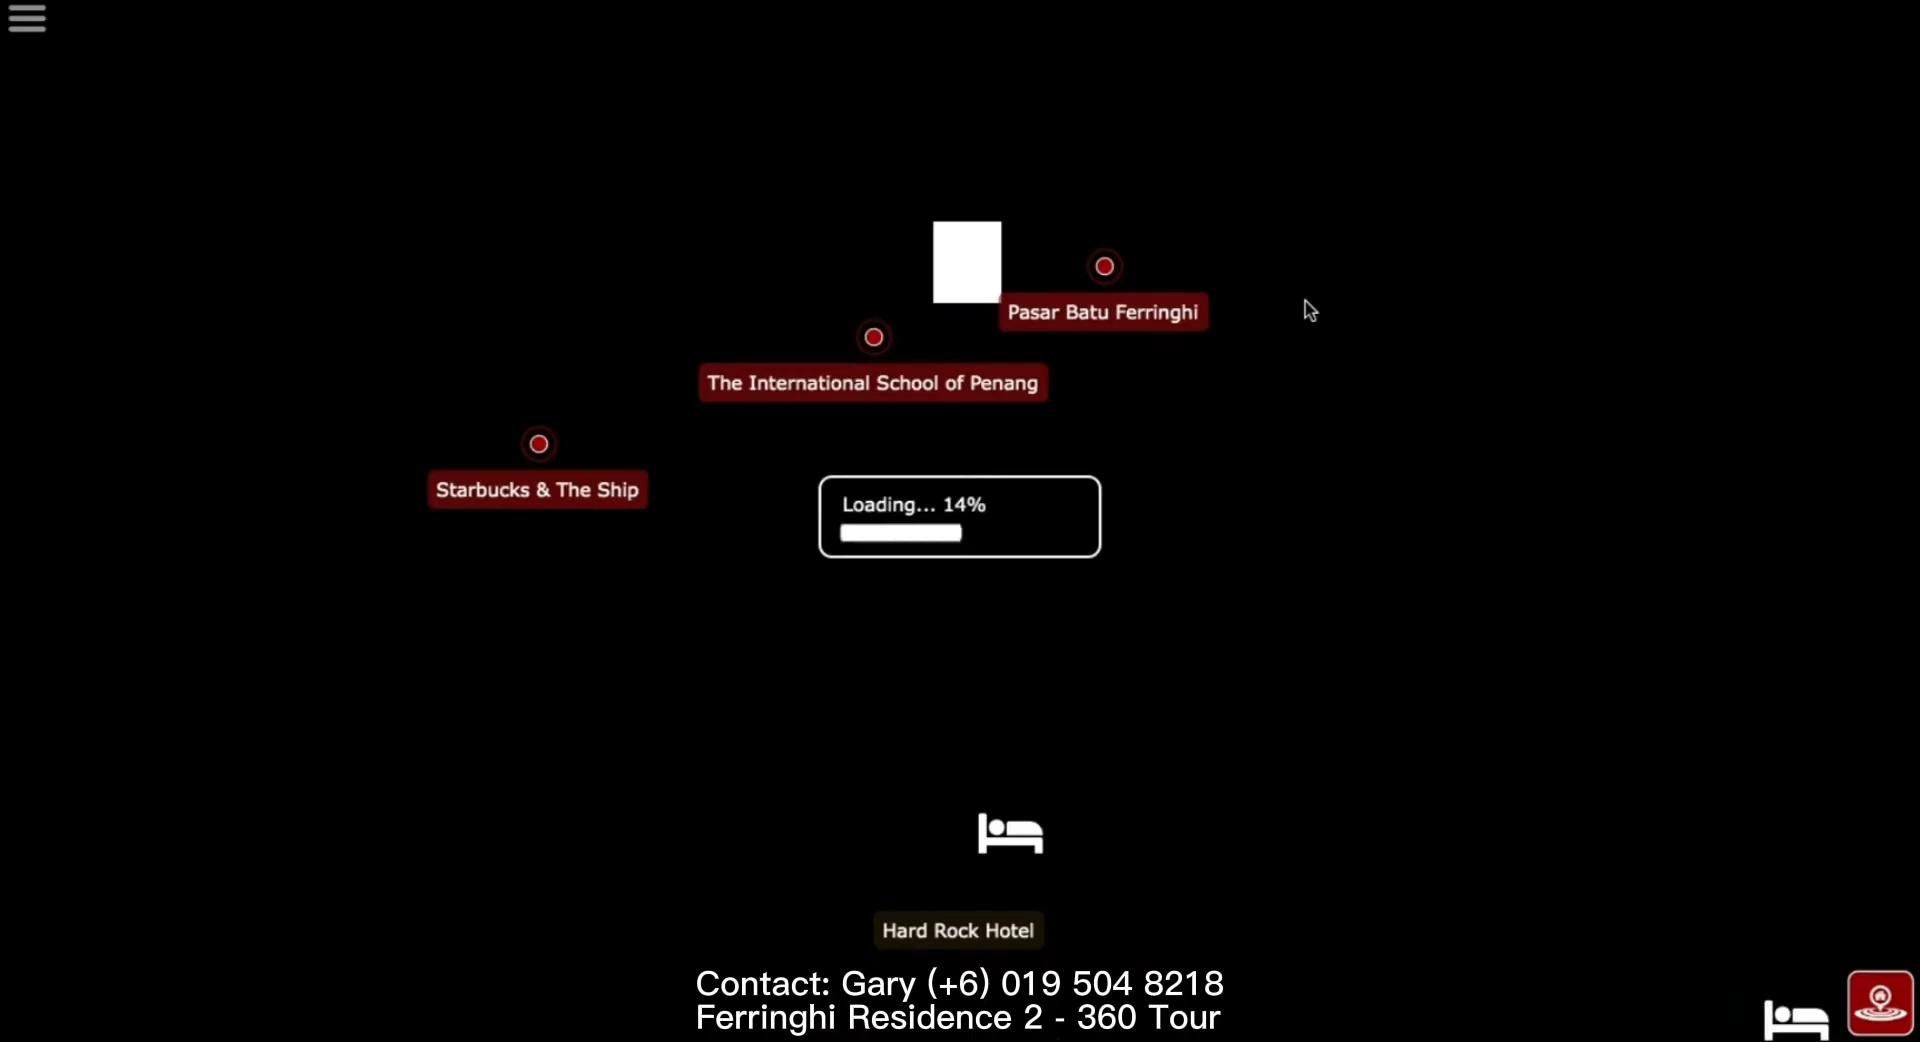 Pasar Batu Ferringhi
The International School of Penang
Starbucks & The Ship
Loading... 14%
Hard Rock Hotel
Contact: Gary (+6) 019 504 8218
Ferringhi Residence 2 - 360 Tour